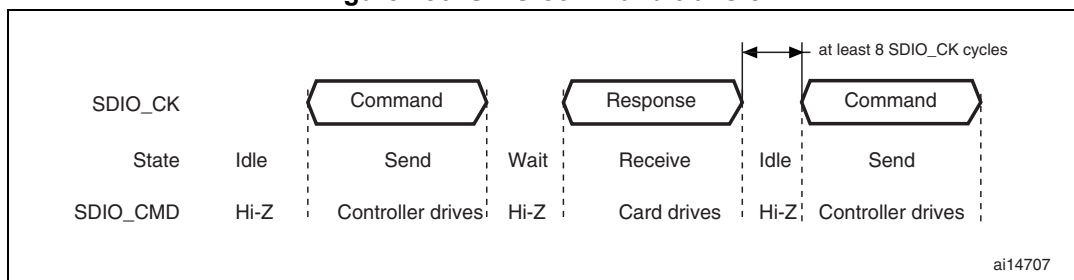 at least 8 SDIO_CK cycles
SDIO_CK Command Response Command
State Idle Send Wait Receive Idle Send
SDIO_CMD Hi-Z Controller drives Hi-Z Card drives Hi-Z Controller drives
ai14707